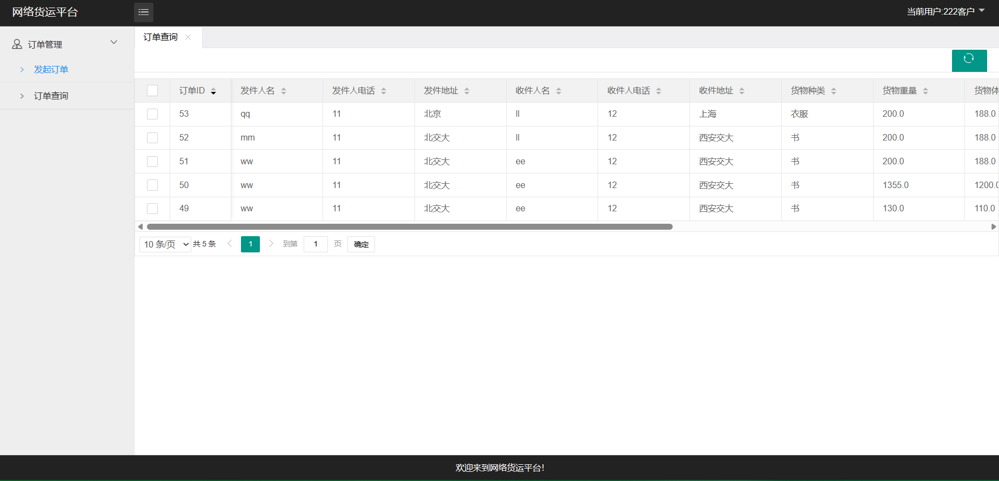 网络货运平台
当前用户:222客户
订单管理
发起订单
订单查询
订单查询
订单ID 发件人名 发件人电话 发件地址 收件人名 收件人电话 收件地址 货物种类 货物重量 货物体
53 qq 11 北京 ll 12 上海 衣服 200.0 188.0
52 mm 11 北交大 ll 12 西安交大 书 200.0 188.0
51 ww 11 北交大 ee 12 西安交大 书 200.0 188.0
50 ww 11 北交大 ee 12 西安交大 书 1355.0 1200.0
49 ww 11 北交大 ee 12 西安交大 书 130.0 110.0
10 条/页 共 5 条 1 到第 1 页 确定
欢迎来到网络货运平台!